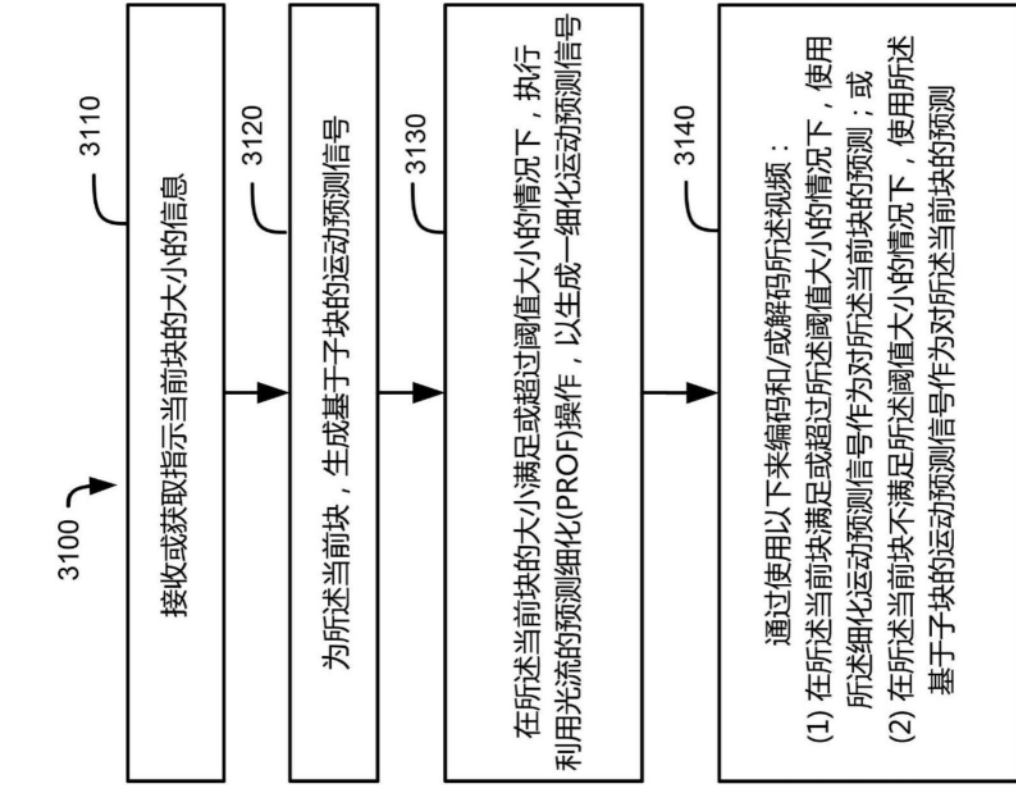 3100
3110
接收或获取指示当前块的大小的信息
3120
为所述当前块，生成基于子块的运动预测信号
3130
在所述当前块的大小满足或超过阈值大小的情况下，执行
利用光流的预测细化(PROF)操作，以生成一细化运动预测信号
3140
通过使用以下来编码和/或解码所述视频：
(1) 在所述当前块满足或超过所述阈值大小的情况下，使用
所述细化运动预测信号作为对所述当前块的预测；或
(2) 在所述当前块不满足所述阈值大小的情况下，使用所述
基于子块的运动预测信号作为对所述当前块的预测